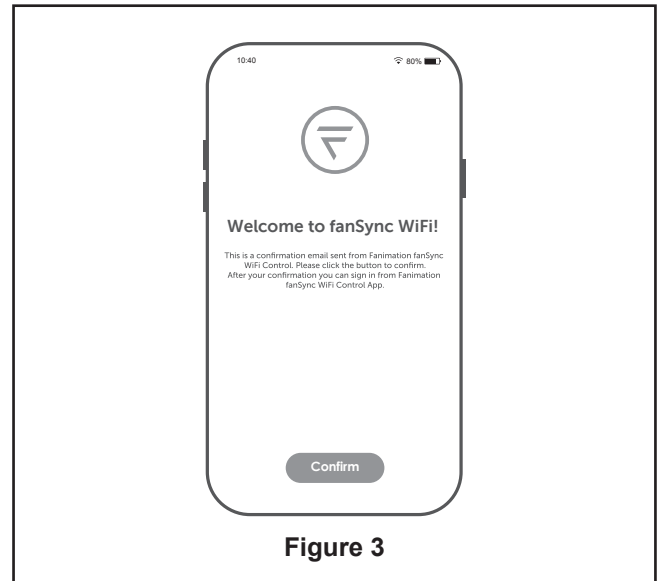 10:40 80%
Welcome to fanSync WiFi!
This is a confirmation email sent from Fanimation fanSync
WiFi Control. Please click the button to confirm.
After your confirmation you can sign in from Fanimation
fanSync WiFi Control App.
Confirm
Figure 3